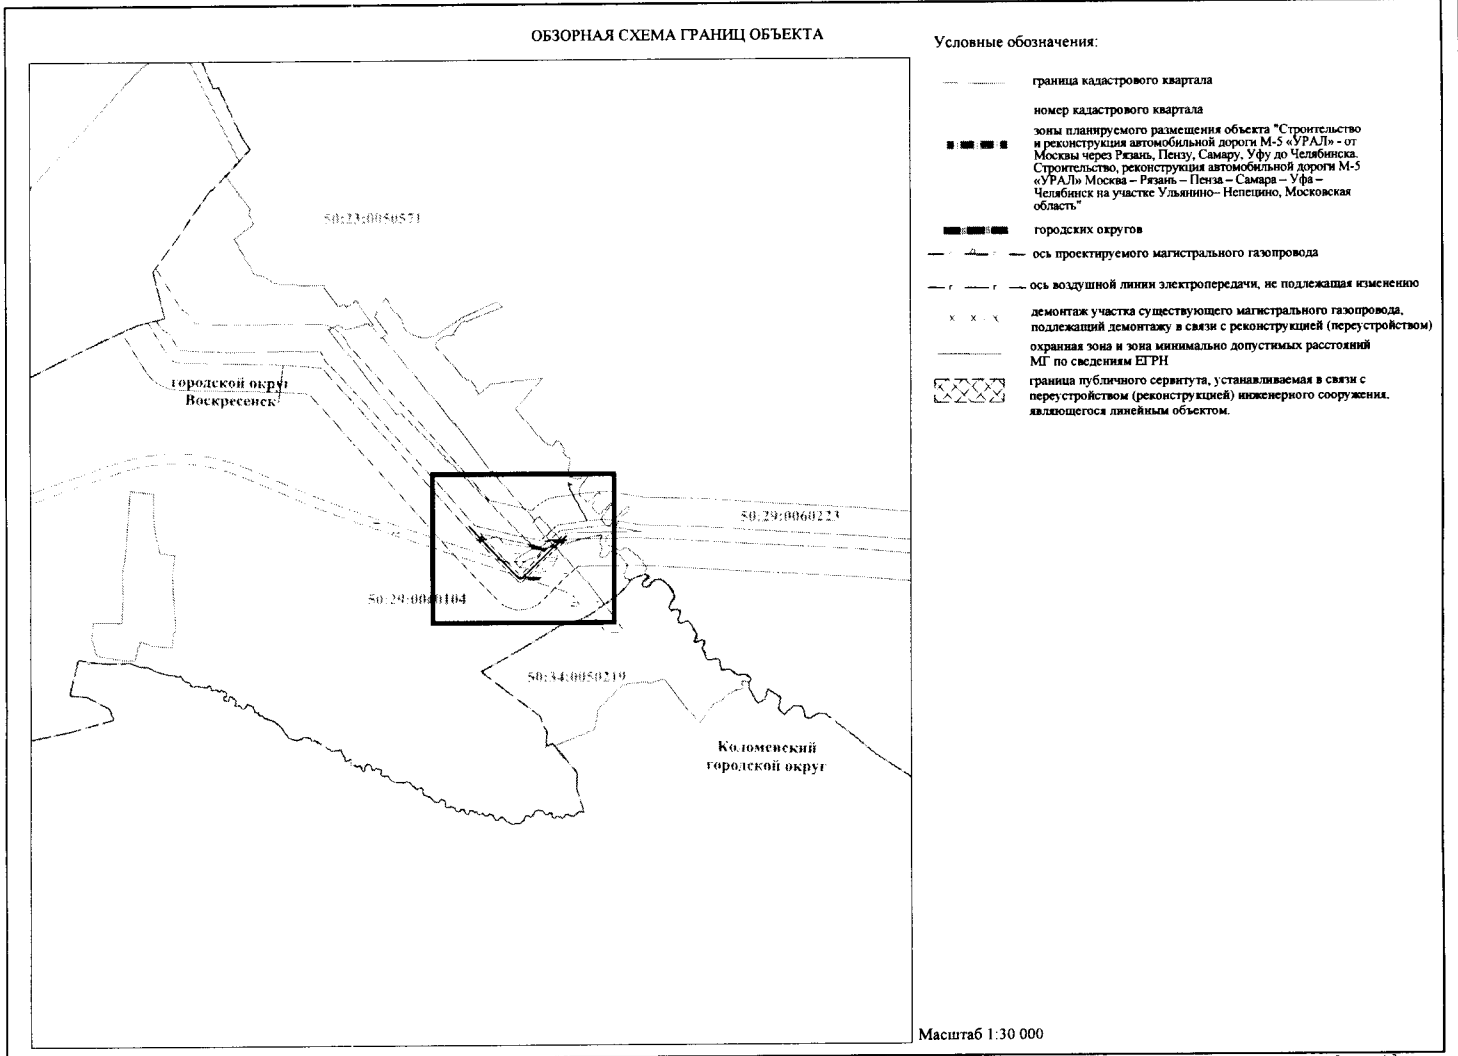 ОБЗОРНАЯ СХЕМА ГРАНИЦ ОБЪЕКТА
Условные обозначения:
граница кадастрового квартала
номер кадастрового квартала
зоны планируемого размещения объекта "Строительство
и реконструкция автомобильной дороги М-5 «УРАЛ» - от
Москвы через Рязань, Пензу, Самару, Уфу до Челябинска.
Строительство, реконструкция автомобильной дороги М-5
«УРАЛ» Москва – Рязань – Пенза – Самара – Уфа –
Челябинск на участке Ульянино– Непецино, Московская
область"
городских округов
ось проектируемого магистрального газопровода
г г
ось воздушной линии электропередачи, не подлежащая изменению
демонтаж участка существующего магистрального газопровода,
подлежащий демонтажу в связи с реконструкцией (переустройством)
охранная зона и зона минимально допустимых расстояний
МГ по сведениям ЕГРН
граница публичного сервитута, устанавливаемая в связи с
переустройством (реконструкцией) инженерного сооружения,
являющегося линейным объектом.
50:23:0050571
городской округ
Воскресенск
50:29:0060223
50:29:0060104
50:34:0050219
Коломенский
городской округ
Масштаб 1:30 000